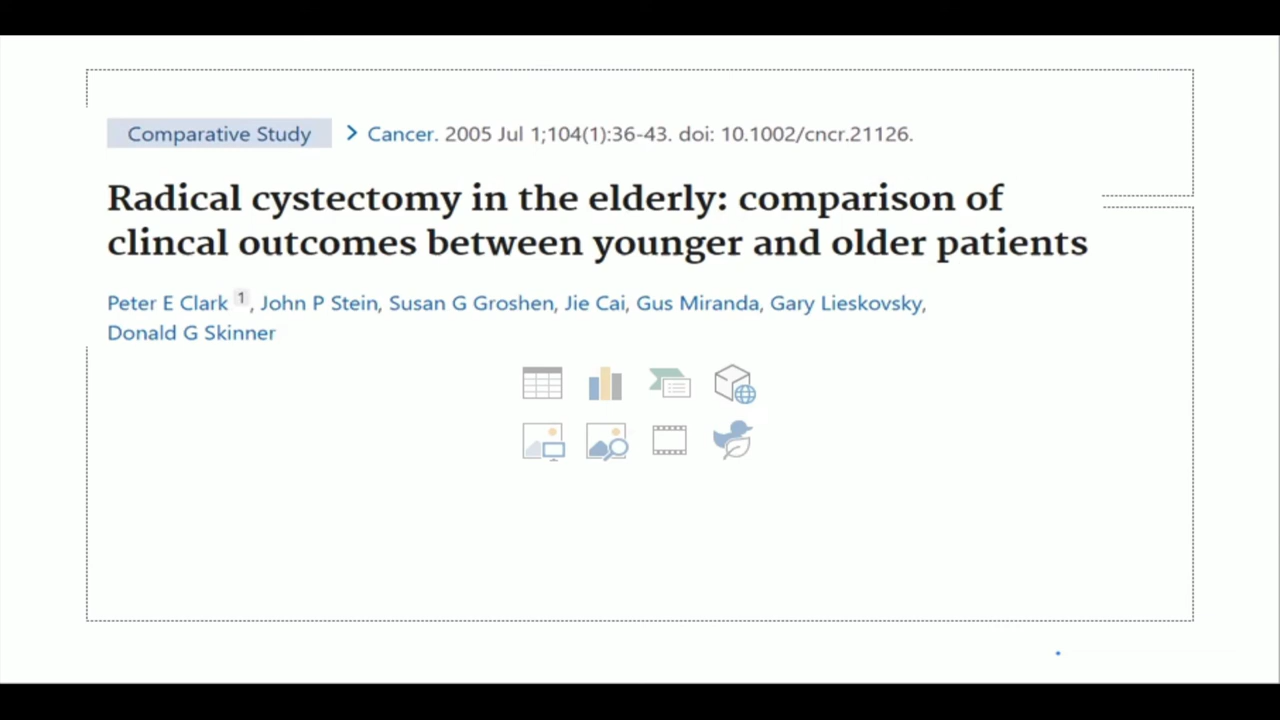 Comparative Study > Cancer. 2005 Jul 1;104(1):36-43. doi: 10.1002/cncr.21126.
Radical cystectomy in the elderly: comparison of
clincal outcomes between younger and older patients
Peter E Clark 1, John P Stein, Susan G Groshen, Jie Cai, Gus Miranda, Gary Lieskovsky,
Donald G Skinner